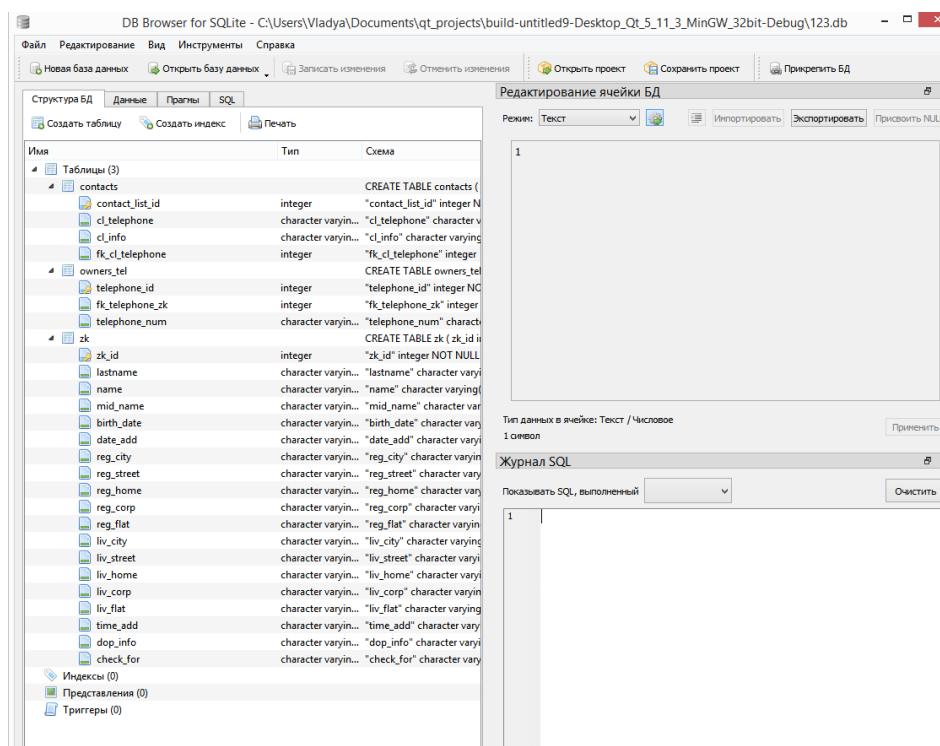 DB Browser for SQLite - C:\Users\Vladya\Documents\qt_projects\build-untitled9-Desktop_Qt_5_11_3_MinGW_32bit-Debug\123.db
Файл Редактирование Вид Инструменты Справка
Новая база данных Открыть базу данных Записать изменения Отменить изменения Открыть проект Сохранить проект Прикрепить БД
Структура БД Данные Прагмы SQL
Создать таблицу Создать индекс Печать
Имя Тип Схема
Таблицы (3)
contacts CREATE TABLE contacts (
contact_list_id integer "contact_list_id" integer N
cl_telephone character varyin... "cl_telephone" character v
cl_info character varyin... "cl_info" character varying
fk_cl_telephone integer "fk_cl_telephone" integer
owners_tel CREATE TABLE owners_tel
telephone_id integer "telephone_id" integer NO
fk_telephone_zk integer "fk_telephone_zk" integer
telephone_num character varyin... "telephone_num" charact
zk CREATE TABLE zk ( zk_id i
zk_id integer "zk_id" integer NOT NULL
lastname character varyin... "lastname" character varyi
name character varyin... "name" character varying(
mid_name character varyin... "mid_name" character var
birth_date character varyin... "birth_date" character vary
date_add character varyin... "date_add" character varyi
reg_city character varyin... "reg_city" character varyin
reg_street character varyin... "reg_street" character varyi
reg_home character varyin... "reg_home" character vary
reg_corp character varyin... "reg_corp" character varyi
reg_flat character varyin... "reg_flat" character varyin
liv_city character varyin... "liv_city" character varying
liv_street character varyin... "liv_street" character varyi
liv_home character varyin... "liv_home" character varyi
liv_corp character varyin... "liv_corp" character varyin
liv_flat character varyin... "liv_flat" character varying
time_add character varyin... "time_add" character vary
dop_info character varyin... "dop_info" character varyi
check_for character varyin... "check_for" character vary
Индексы (0)
Представления (0)
Триггеры (0)
Редактирование ячейки БД
Режим: Текст Импортировать Экспортировать Присвоить NUL
1
Тип данных в ячейке: Текст / Числовое
1 символ
Применить
Журнал SQL
Показывать SQL, выполненный Очистить
1